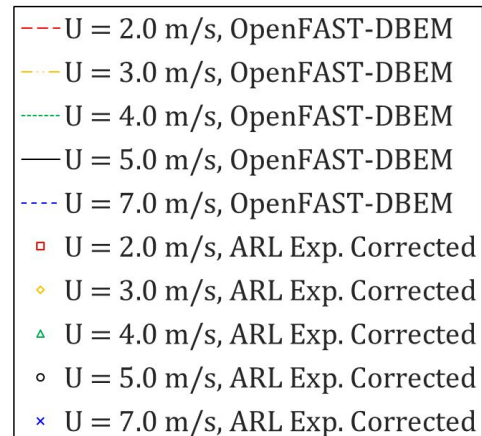 U = 2.0 m/s, OpenFAST-DBEM
U = 3.0 m/s, OpenFAST-DBEM
U = 4.0 m/s, OpenFAST-DBEM
U = 5.0 m/s, OpenFAST-DBEM
U = 7.0 m/s, OpenFAST-DBEM
U = 2.0 m/s, ARL Exp. Corrected
U = 3.0 m/s, ARL Exp. Corrected
U = 4.0 m/s, ARL Exp. Corrected
U = 5.0 m/s, ARL Exp. Corrected
U = 7.0 m/s, ARL Exp. Corrected